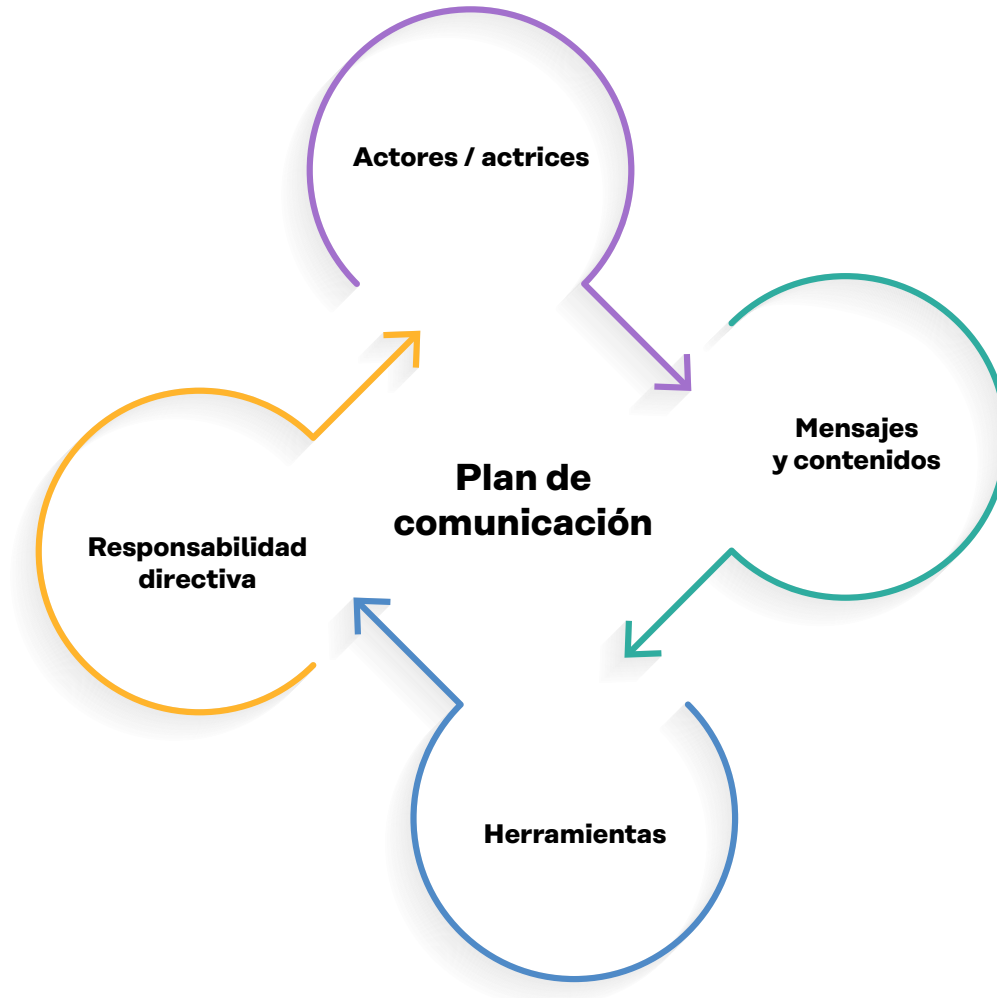 Actores / actrices
Mensajes
y contenidos
Plan de
comunicación
Responsabilidad
directiva
Herramientas